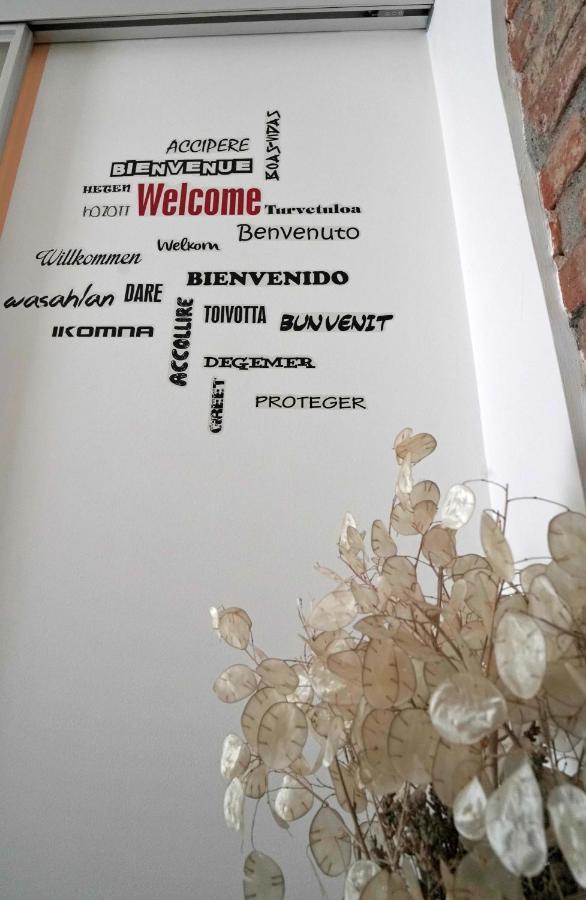 ACCIPERE
BOAS-VIDAS
BIENVENUE
HETEN
hOZOTT
Welcome
Turvetuloa
Benvenuto
Welkom
Willkommen
BIENVENIDO
wasahlan
DARE
ACCOLLIRE
TOIVOTTA
BUNVENIT
IKOMNA
DEGEMER
GREET
PROTEGER